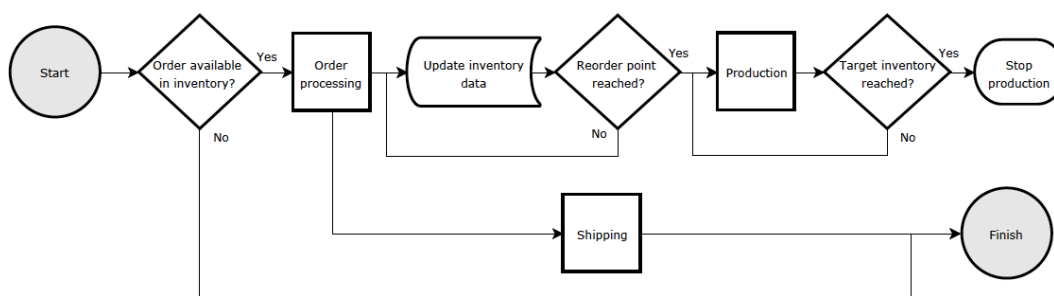 Start
Order available
in inventory?
Yes
No
Order
processing
Update inventory
data
Reorder point
reached?
Yes
No
Production
Target inventory
reached?
Yes
No
Stop
production
Shipping
Finish